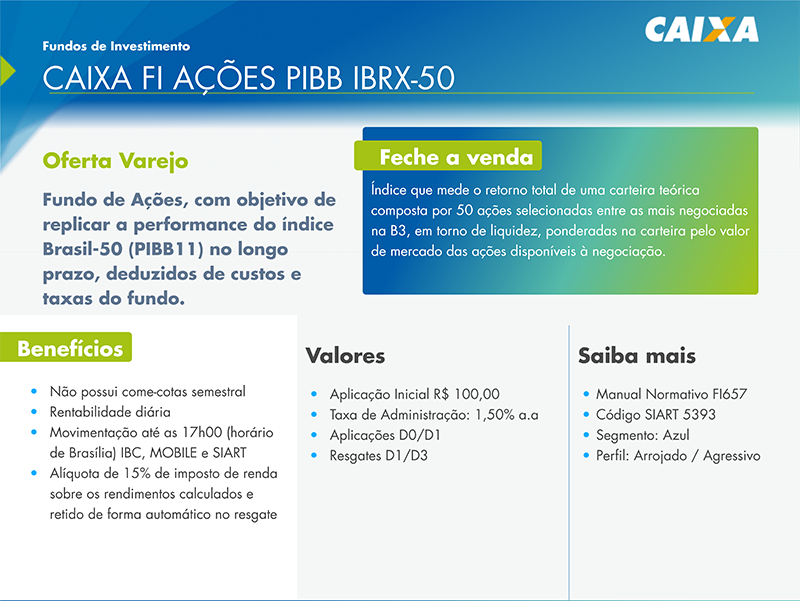 CAIXA
Fundos de Investimento
CAIXA FI AÇÕES PIBB IBRX-50
Oferta Varejo
Fundo de Ações, com objetivo de
replicar a performance do índice
Brasil-50 (PIBB11) no longo
prazo, deduzidos de custos e
taxas do fundo.
Feche a venda
Índice que mede o retorno total de uma carteira teórica
composta por 50 ações selecionadas entre as mais negociadas
na B3, em torno de liquidez, ponderadas na carteira pelo valor
de mercado das ações disponíveis à negociação.
Benefícios
• Não possui come-cotas semestral
• Rentabilidade diária
• Movimentação até as 17h00 (horário
de Brasília) IBC, MOBILE e SIART
• Alíquota de 15% de imposto de renda
sobre os rendimentos calculados e
retido de forma automático no resgate
Valores
• Aplicação Inicial R$ 100,00
• Taxa de Administração: 1,50% a.a
• Aplicações D0/D1
• Resgates D1/D3
Saiba mais
• Manual Normativo FI657
• Código SIART 5393
• Segmento: Azul
• Perfil: Arrojado / Agressivo